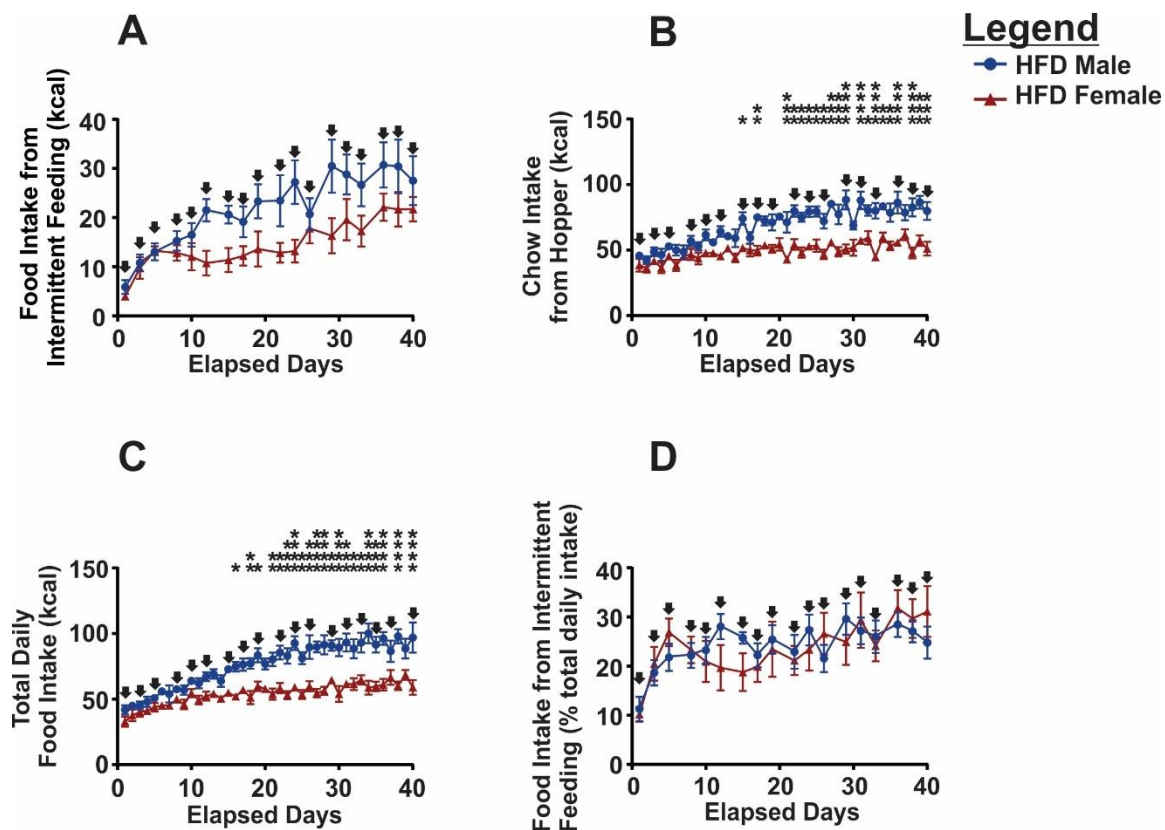 A
B
Legend
HFD Male
HFD Female
Food Intake from
Intermittent Feeding (kcal)
40
30
20
10
0
0 10 20 30 40
Elapsed Days
Chow Intake
from Hopper (kcal)
150
100
50
0
0 10 20 30 40
Elapsed Days
C
D
Total Daily
Food Intake (kcal)
150
100
50
0
0 10 20 30 40
Elapsed Days
Food Intake from Intermittent
Feeding (% total daily intake)
40
30
20
10
0
0 10 20 30 40
Elapsed Days